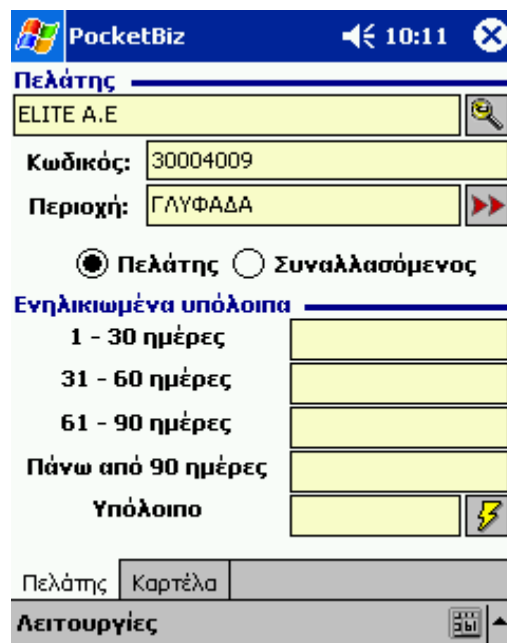 PocketBiz 10:11
Πελάτης
ELITE A.E
Κωδικός: 30004009
Περιοχή: ΓΛΥΦΑΔΑ
Πελάτης Συναλλασόμενος
Ενηλικιωμένα υπόλοιπα
1 - 30 ημέρες
31 - 60 ημέρες
61 - 90 ημέρες
Πάνω από 90 ημέρες
Υπόλοιπο
Πελάτης Καρτέλα
Λειτουργίες